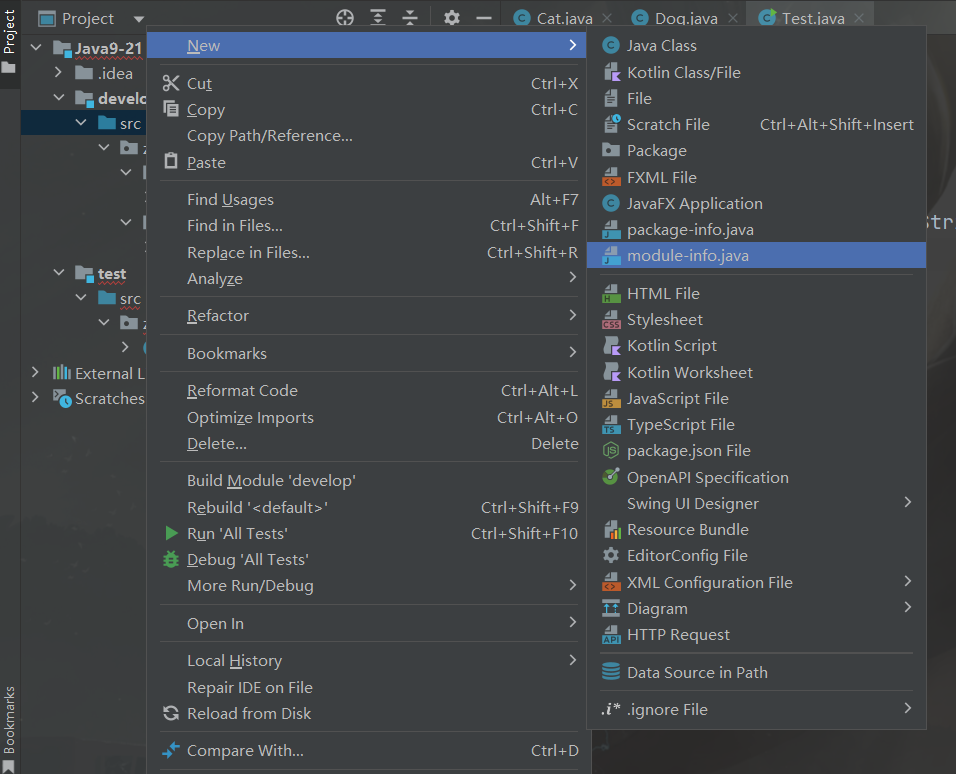 Project
Project
Cat.java
Dog.java
Test.java
Java9-21
.idea
develo
src
test
src
External L
Scratches
New
Cut Ctrl+X
Copy Ctrl+C
Copy Path/Reference...
Paste Ctrl+V
Find Usages Alt+F7
Find in Files... Ctrl+Shift+F
Replace in Files... Ctrl+Shift+R
Analyze
Refactor
Bookmarks
Reformat Code Ctrl+Alt+L
Optimize Imports Ctrl+Alt+O
Delete... Delete
Build Module 'develop'
Rebuild '<default>' Ctrl+Shift+F9
Run 'All Tests' Ctrl+Shift+F10
Debug 'All Tests'
More Run/Debug
Open In
Local History
Repair IDE on File
Reload from Disk
Compare With... Ctrl+D
Java Class
Kotlin Class/File
File
Scratch File Ctrl+Alt+Shift+Insert
Package
FXML File
JavaFX Application
package-info.java
module-info.java
HTML File
Stylesheet
Kotlin Script
Kotlin Worksheet
JavaScript File
TypeScript File
package.json File
OpenAPI Specification
Swing UI Designer
Resource Bundle
EditorConfig File
XML Configuration File
Diagram
HTTP Request
Data Source in Path
.i* .ignore File
Str
Bookmarks